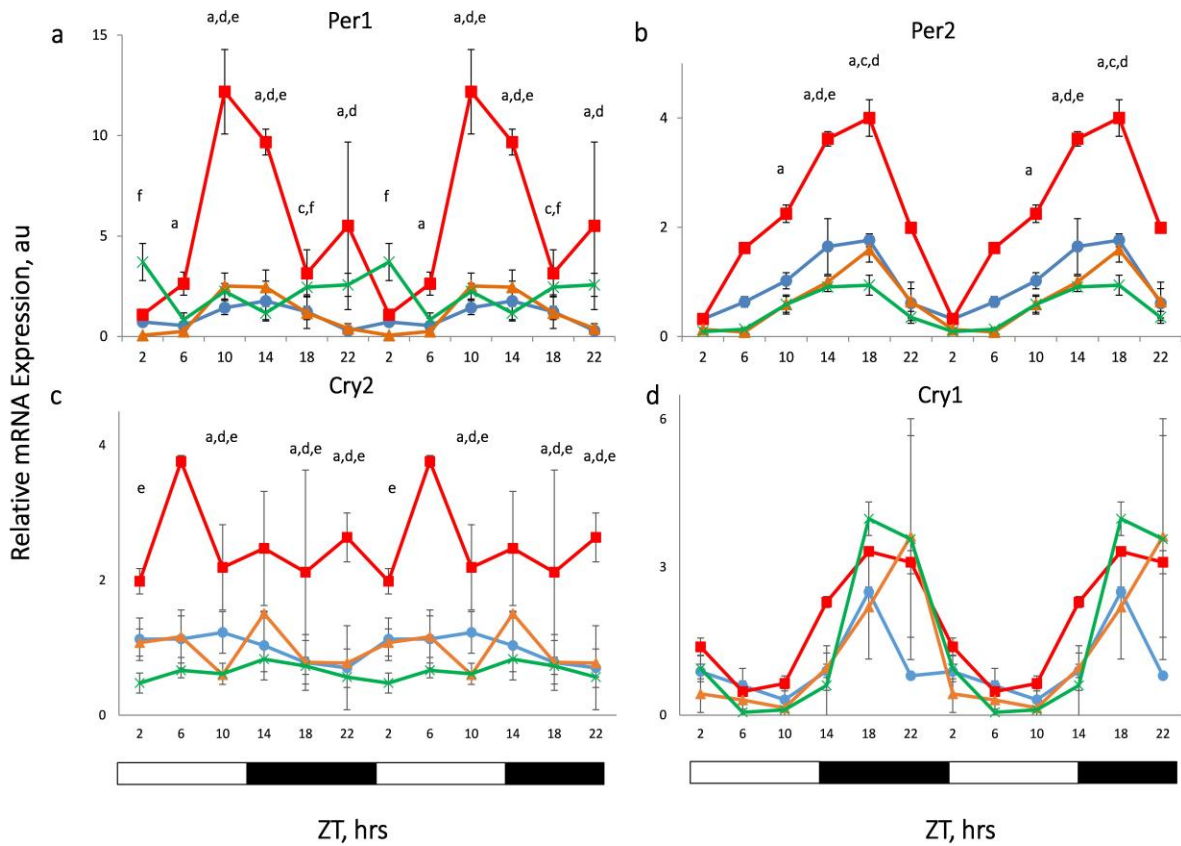 a Per1
a,d,e a,d,e
15
a,d,e a,d a,d,e a,d
10
f a c,f f a c,f
5
0
2 6 10 14 18 22 2 6 10 14 18 22
b Per2
a,c,d a,c,d
a,d,e a,d,e
4
a a
2
0
2 6 10 14 18 22 2 6 10 14 18 22
Relative mRNA Expression, au
c Cry2
4
a,d,e a,d,e a,d,e a,d,e a,d,e a,d,e
e e
2
0
2 6 10 14 18 22 2 6 10 14 18 22
d Cry1
6
3
0
2 6 10 14 18 22 2 6 10 14 18 22
ZT, hrs ZT, hrs